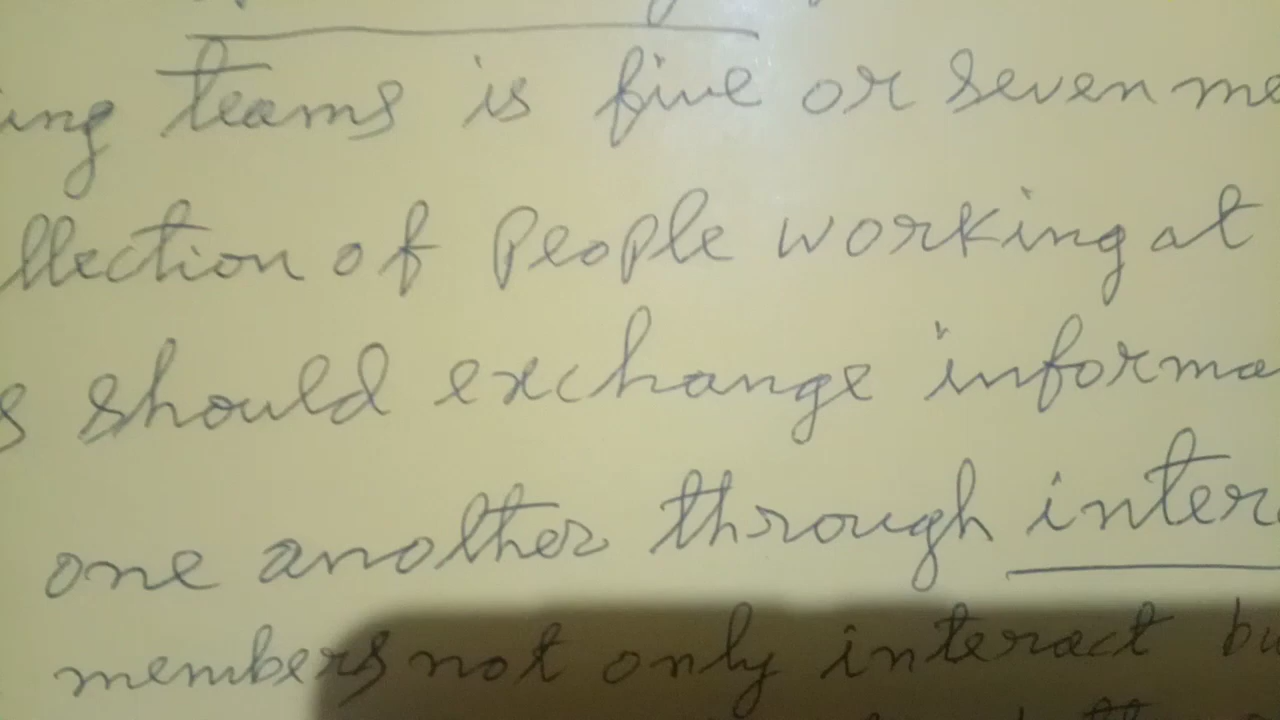 ing teams is five or seven me
llection of People working at
s should exchange informa
one another through inter
members not only interact bu